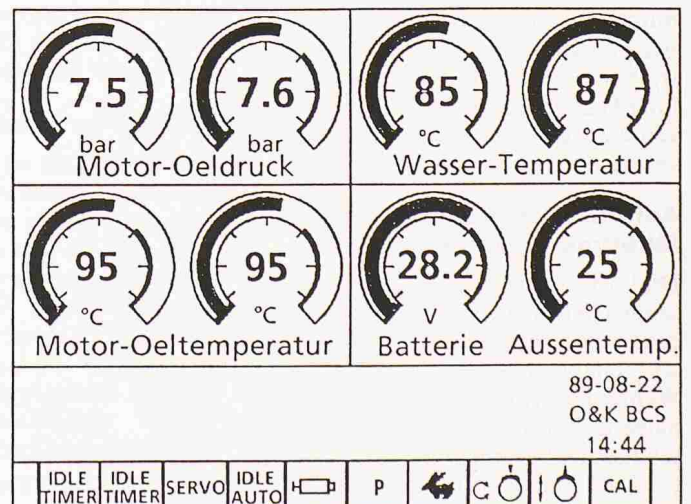 7.5 7.6
bar bar
Motor-Oeldruck
85 87
°C °C
Wasser-Temperatur
95 95
°C °C
Motor-Oeltemperatur
28.2 25
V °C
Batterie Aussentemp.
89-08-22
O&K BCS
14:44
IDLE TIMER IDLE TIMER SERVO IDLE AUTO P C CAL